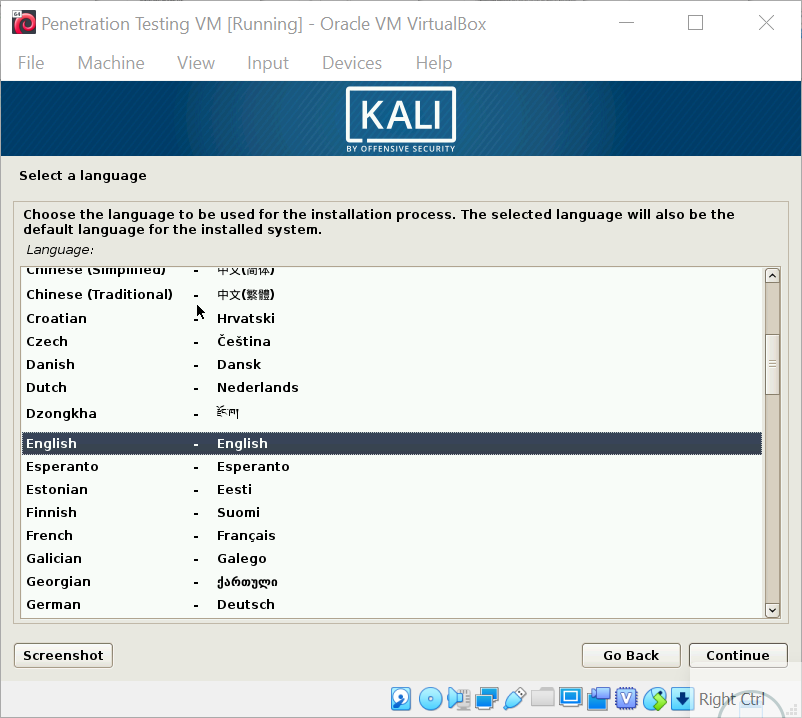 64
Penetration Testing VM [Running] - Oracle VM VirtualBox
File Machine View Input Devices Help
KALI
BY OFFENSIVE SECURITY
Select a language
Choose the language to be used for the installation process. The selected language will also be the
default language for the installed system.
Language:
Chinese (Simplified) - 中文(简体)
Chinese (Traditional) - 中文(繁體)
Croatian - Hrvatski
Czech - Čeština
Danish - Dansk
Dutch - Nederlands
Dzongkha - རྫོང་ཁ།
English - English
Esperanto - Esperanto
Estonian - Eesti
Finnish - Suomi
French - Français
Galician - Galego
Georgian - ქართული
German - Deutsch
Screenshot Go Back Continue
V Right Ctrl